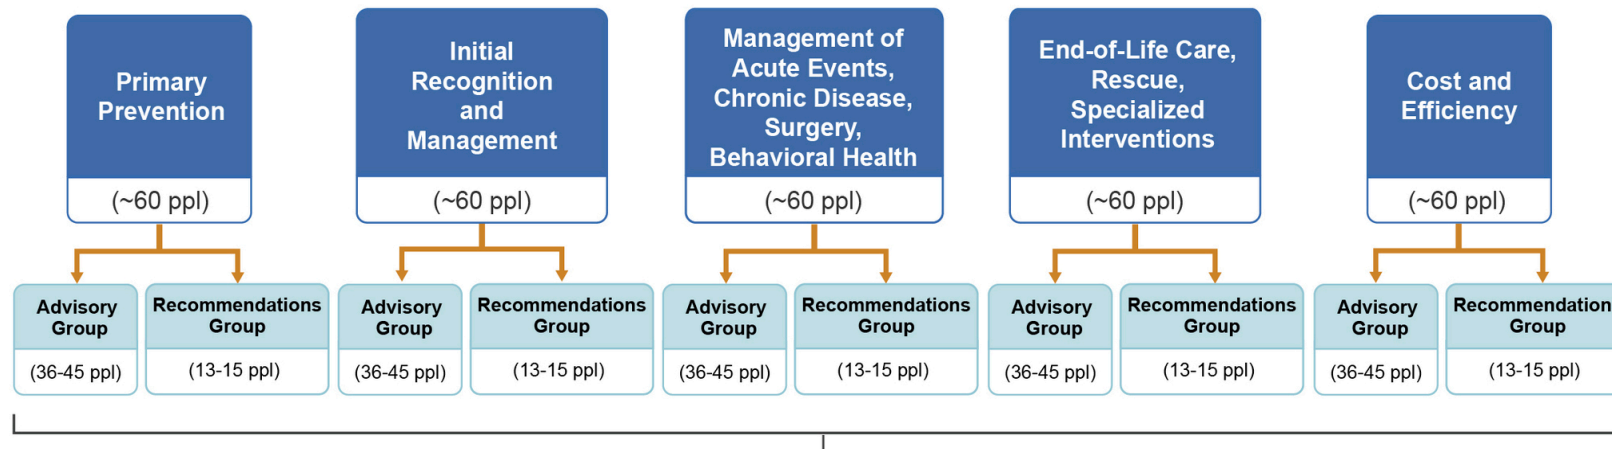 Primary
Prevention
(~60 ppl)
Initial
Recognition
and
Management
(~60 ppl)
Management of
Acute Events,
Chronic Disease,
Surgery,
Behavioral Health
(~60 ppl)
End-of-Life Care,
Rescue,
Specialized
Interventions
(~60 ppl)
Cost and
Efficiency
(~60 ppl)
Advisory
Group
(36-45 ppl)
Recommendations
Group
(13-15 ppl)
Advisory
Group
(36-45 ppl)
Recommendations
Group
(13-15 ppl)
Advisory
Group
(36-45 ppl)
Recommendations
Group
(13-15 ppl)
Advisory
Group
(36-45 ppl)
Recommendations
Group
(13-15 ppl)
Advisory
Group
(36-45 ppl)
Recommendation
Group
(13-15 ppl)